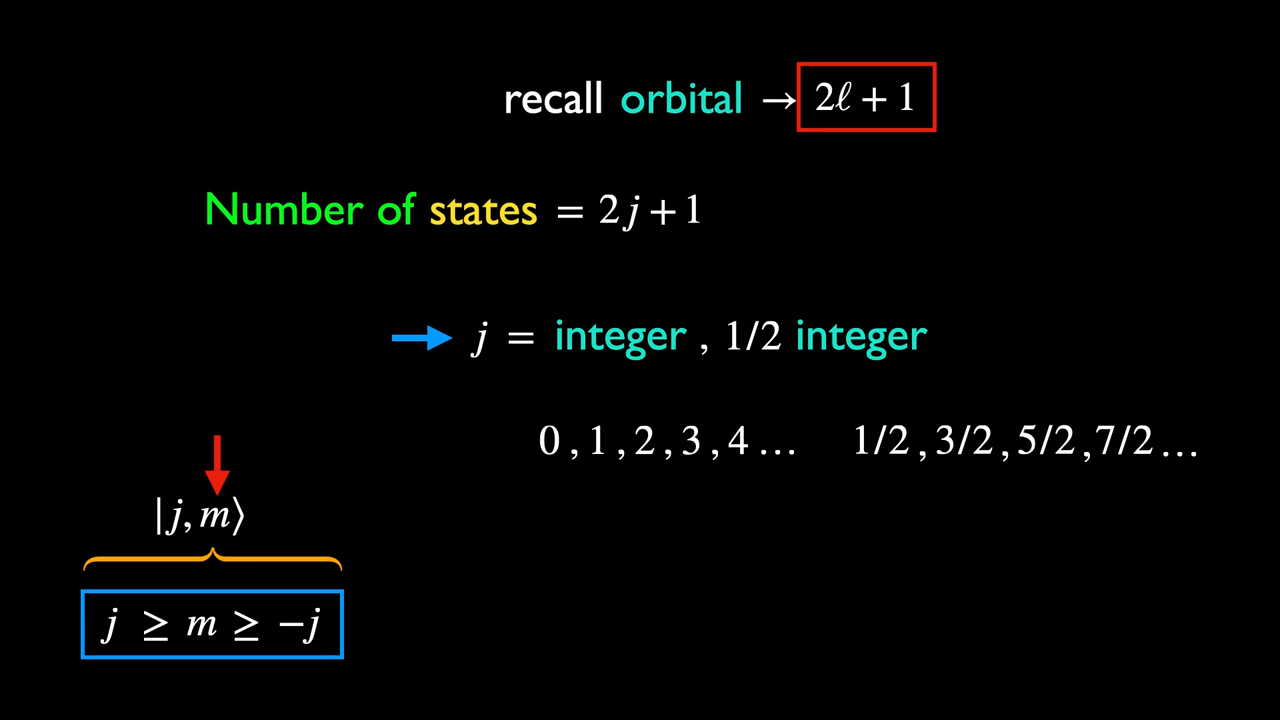 recall orbital → 2ℓ + 1
Number of states = 2j + 1
j = integer , 1/2 integer
0 , 1 , 2 , 3 , 4 … 1/2 , 3/2 , 5/2 , 7/2 …
|j, m⟩
j ≥ m ≥ −j